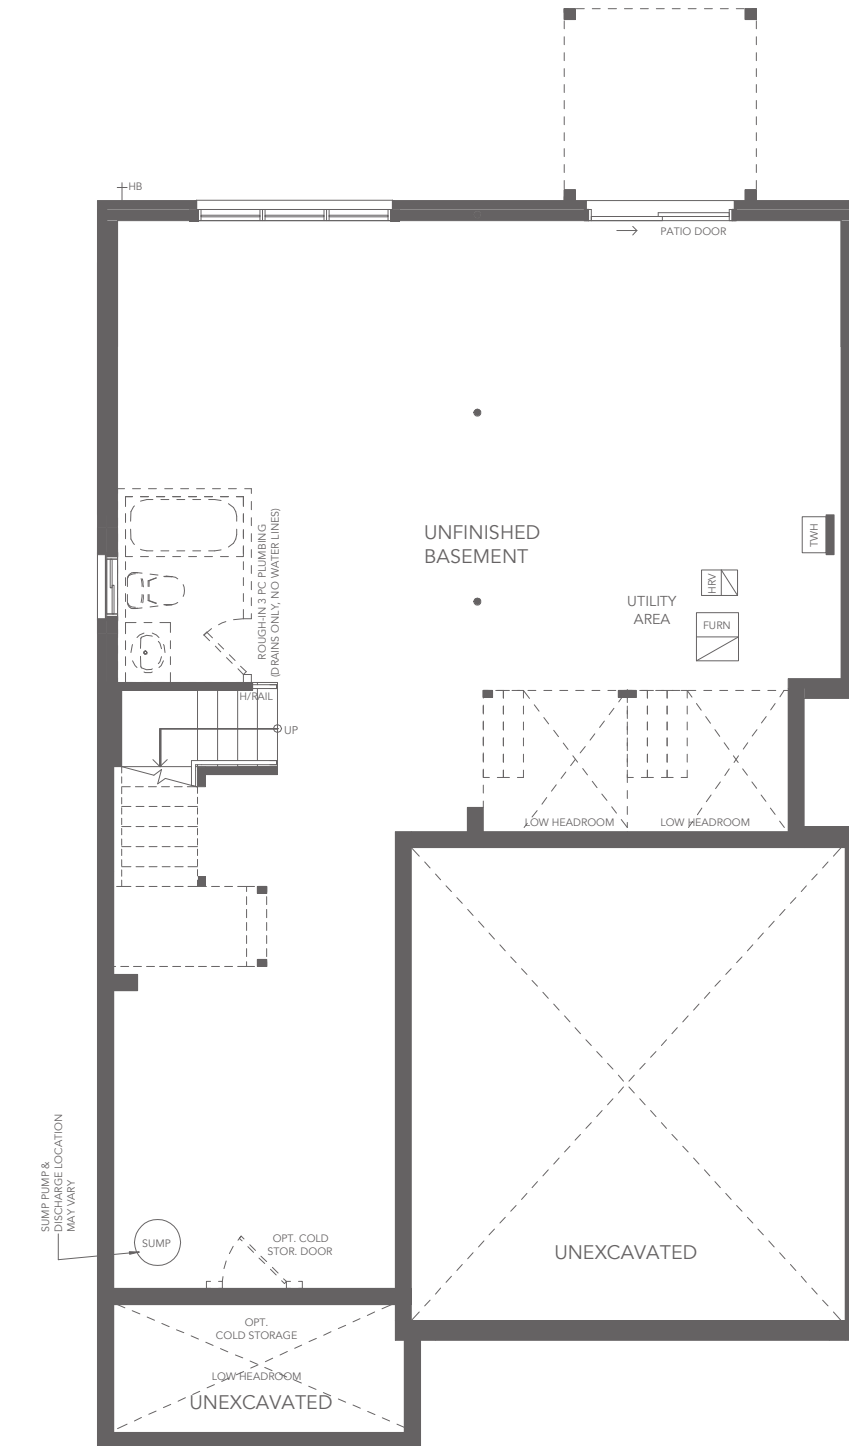 HB
PATIO DOOR
ROUGH-IN 3 PC PLUMBING
(DRAINS ONLY, NO WATER LINES)
UNFINISHED
BASEMENT
TWH
HRV
UTILITY
AREA
FURN
H/RAIL
UP
LOW HEADROOM
LOW HEADROOM
SUMP PUMP &
DISCHARGE LOCATION
MAY VARY
SUMP
OPT. COLD
STOR. DOOR
UNEXCAVATED
OPT.
COLD STORAGE
LOW HEADROOM
UNEXCAVATED